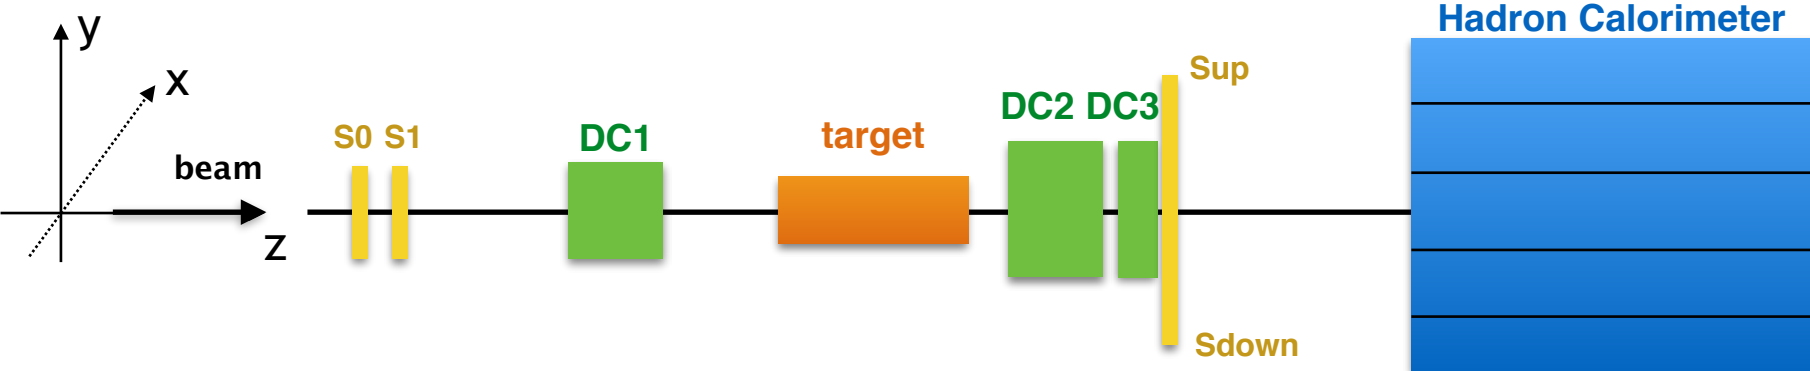 Hadron Calorimeter
y
x
beam
z
S0 S1
DC1
target
DC2 DC3
Sup
Sdown